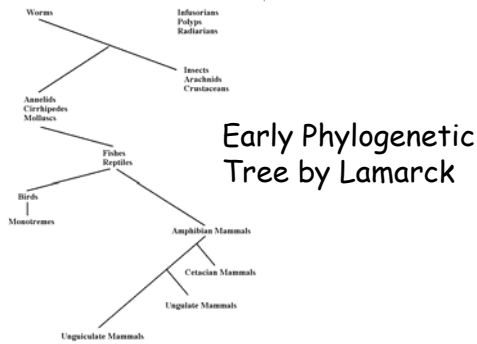 Worms
Infusorians
Polyps
Radiarians
Insects
Arachnids
Crustaceans
Annelids
Cirrhipedes
Molluscs
Early Phylogenetic
Tree by Lamarck
Fishes
Reptiles
Birds
Monotremes
Amphibian Mammals
Cetacian Mammals
Ungulate Mammals
Unguiculate Mammals